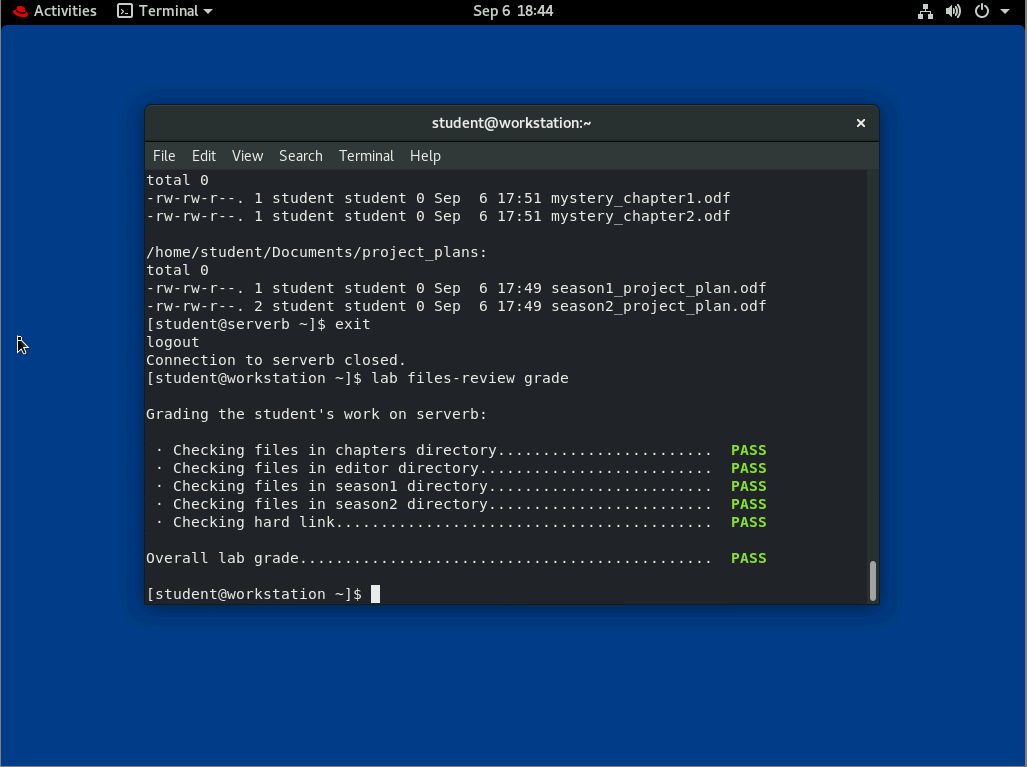 Activities Terminal Sep 6 18:44
student@workstation:~ ×
File Edit View Search Terminal Help
total 0
-rw-rw-r--. 1 student student 0 Sep  6 17:51 mystery_chapter1.odf
-rw-rw-r--. 1 student student 0 Sep  6 17:51 mystery_chapter2.odf
/home/student/Documents/project_plans:
total 0
-rw-rw-r--. 1 student student 0 Sep  6 17:49 season1_project_plan.odf
-rw-rw-r--. 2 student student 0 Sep  6 17:49 season2_project_plan.odf
[student@serverb ~]$ exit
logout
Connection to serverb closed.
[student@workstation ~]$ lab files-review grade
Grading the student's work on serverb:
· Checking files in chapters directory........................  PASS
· Checking files in editor directory..........................  PASS
· Checking files in season1 directory.........................  PASS
· Checking files in season2 directory.........................  PASS
· Checking hard link..........................................  PASS
Overall lab grade..............................................  PASS
[student@workstation ~]$